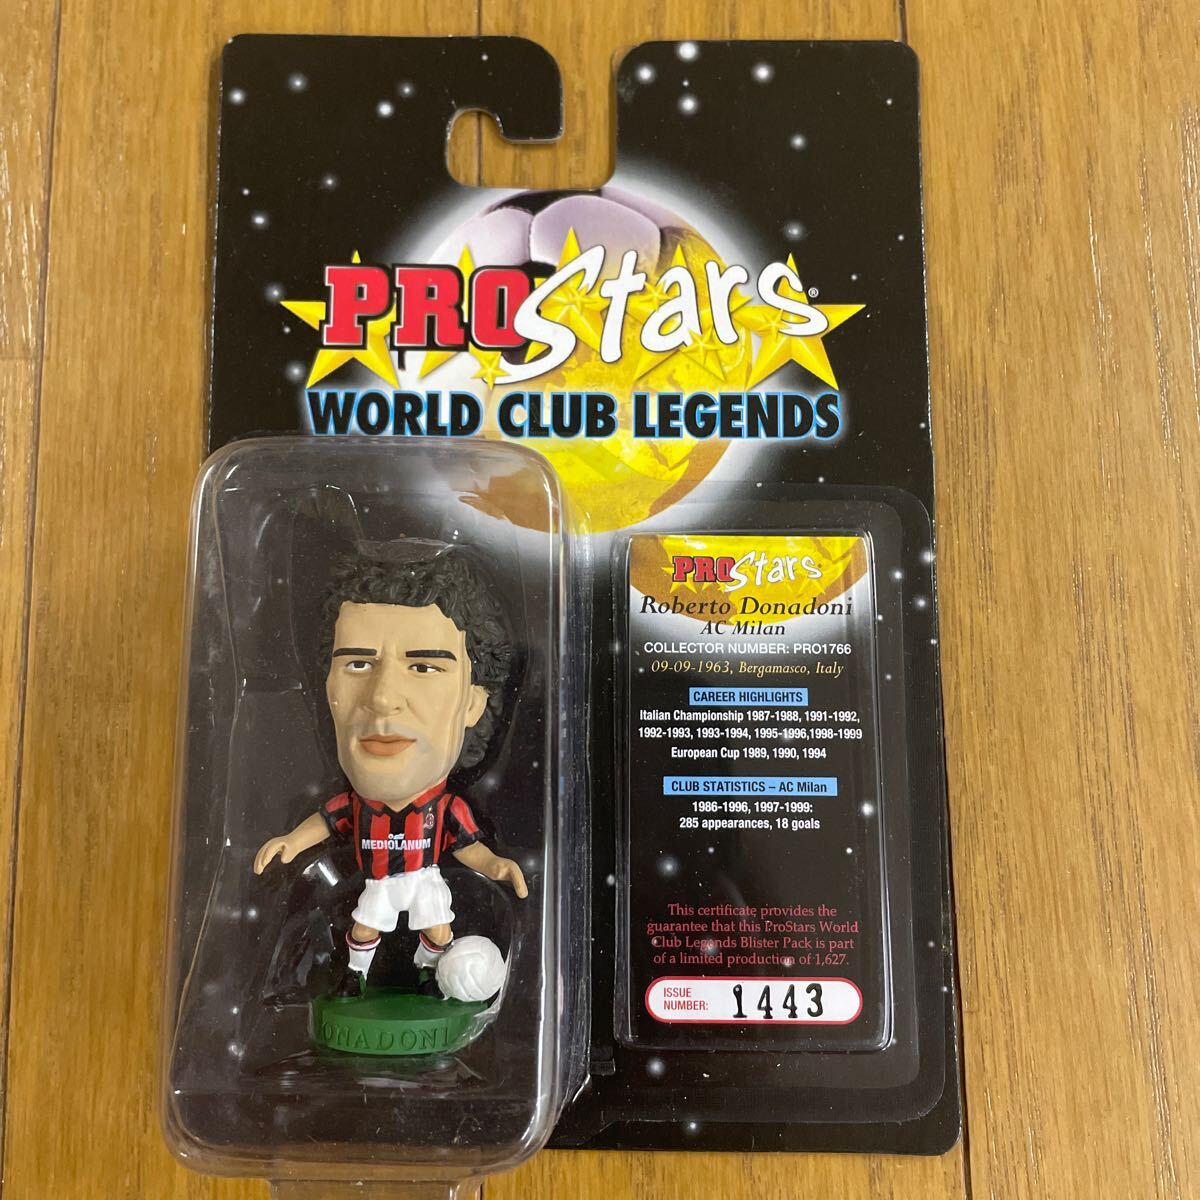 PROStars®
WORLD CLUB LEGENDS
PROStars
Roberto Donadoni
AC Milan
COLLECTOR NUMBER: PRO1766
09-09-1963, Bergamasco, Italy
CAREER HIGHLIGHTS
Italian Championship 1987-1988, 1991-1992,
1992-1993, 1993-1994, 1995-1996,1998-1999
European Cup 1989, 1990, 1994
CLUB STATISTICS – AC Milan
1986-1996, 1997-1999:
285 appearances, 18 goals
This certificate provides the
guarantee that this ProStars World
Club Legends Blister Pack is part
of a limited production of 1,627.
ISSUE
NUMBER: 1443
MEDIOLANUM
ONADONI